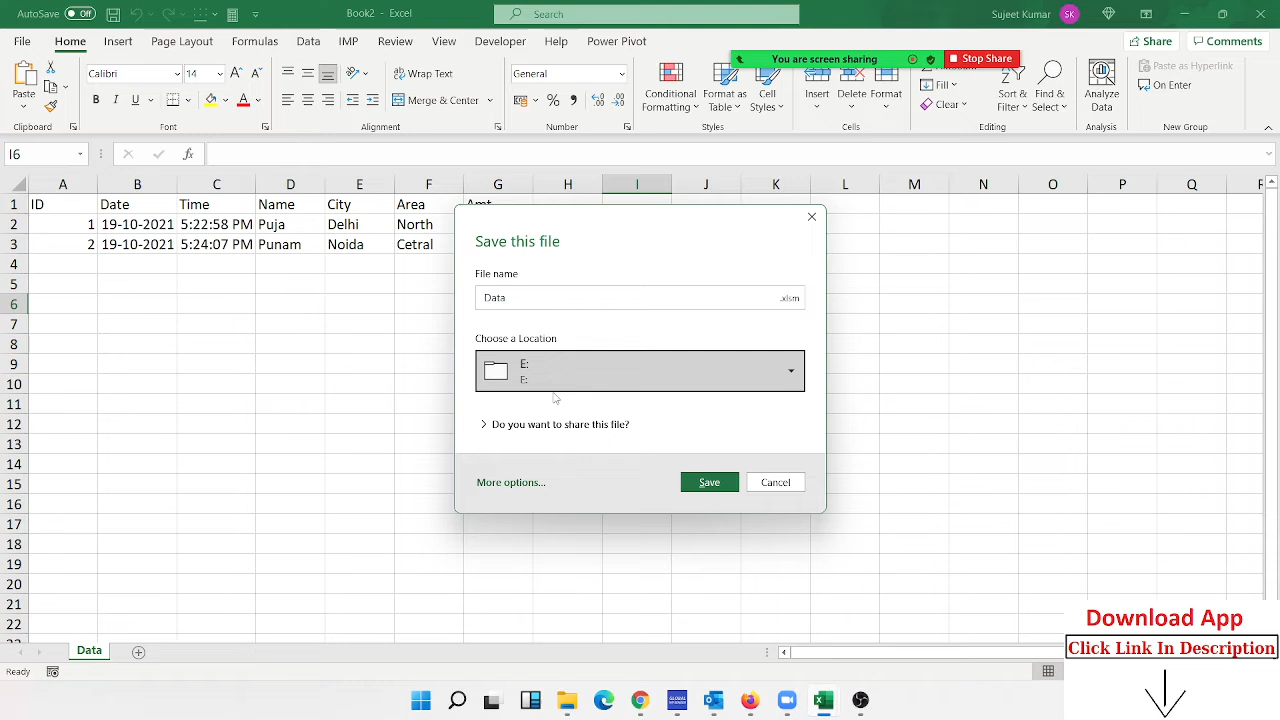 AutoSave Off Book2 - Excel Search Sujeet Kumar SK
File Home Insert Page Layout Formulas Data IMP Review View Developer Help Power Pivot Share Comments
You are screen sharing Stop Share
Paste Calibri 14 A A Wrap Text General Conditional Format as Cell Insert Delete Format Fill Sort & Find & Analyze Paste as Hyperlink
B I U A Merge & Center % Formatting Table Styles Clear Filter Select Data On Enter
Clipboard Font Alignment Number Styles Cells Editing Analysis New Group
I6 fx
A B C D E F G H I J K L M N O P Q R
1 ID Date Time Name City Area Amt
2 1 19-10-2021 5:22:58 PM Puja Delhi North
3 2 19-10-2021 5:24:07 PM Punam Noida Cetral
4
5
6
7
8
9
10
11
12
13
14
15
16
17
18
19
20
21
22
Save this file
File name
Data .xlsm
Choose a Location
E:
E:
Do you want to share this file?
More options... Save Cancel
Data
Ready
Download App
Click Link In Description